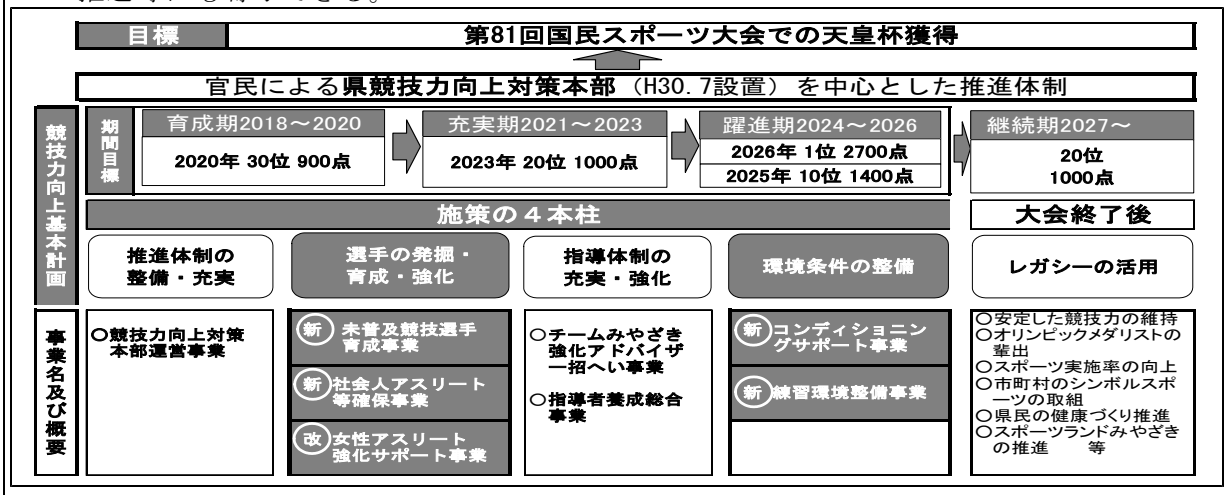 目標
第81回国民スポーツ大会での天皇杯獲得
官民による県競技力向上対策本部（H30.7設置）を中心とした推進体制
競技力向上基本計画
期間目標
育成期2018～2020
2020年 30位 900点
充実期2021～2023
2023年 20位 1000点
躍進期2024～2026
2026年 1位 2700点
2025年 10位 1400点
継続期2027～
20位
1000点
施策の４本柱
大会終了後
推進体制の
整備・充実
選手の発掘・
育成・強化
指導体制の
充実・強化
環境条件の整備
レガシーの活用
事業名及び概要
○競技力向上対策
本部運営事業
新 未普及競技選手
育成事業
新 社会人アスリート
等確保事業
改 女性アスリート
強化サポート事業
○チームみやざき
強化アドバイザ
ー招へい事業
○指導者養成総合
事業
新 コンディショニン
グサポート事業
新 練習環境整備事業
○安定した競技力の維持
○オリンピックメダリストの
輩出
○スポーツ実施率の向上
○市町村のシンボルスポ
ーツの取組
○県民の健康づくり推進
○スポーツランドみやざき
の推進　　等